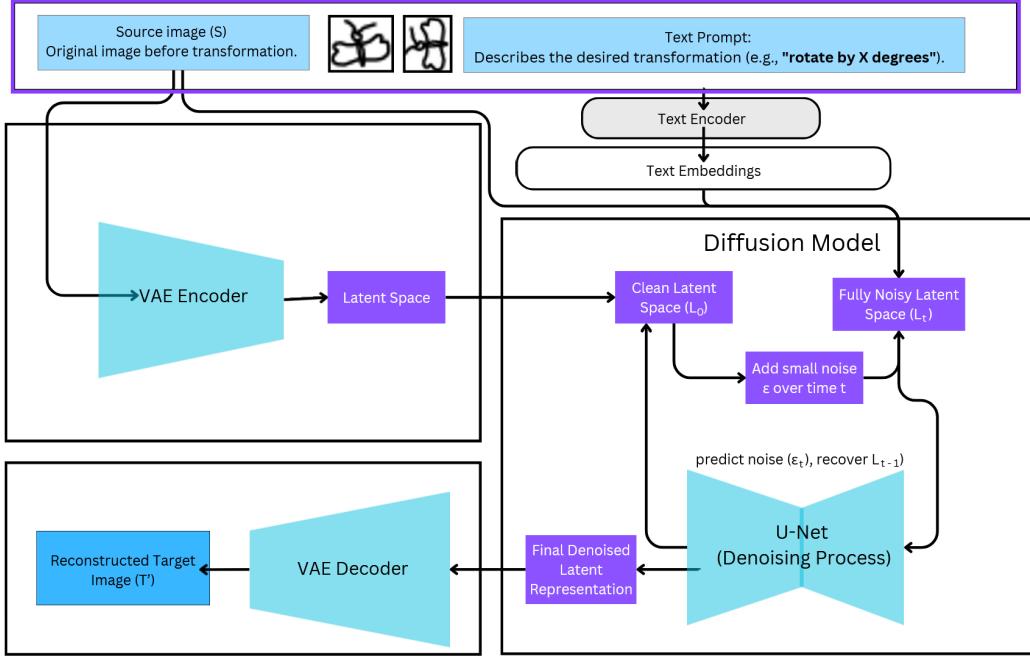 Source image (S)
Original image before transformation.
Text Prompt:
Describes the desired transformation (e.g., "rotate by X degrees").
Text Encoder
Text Embeddings
Diffusion Model
VAE Encoder
Latent Space
Clean Latent
Space (L₀)
Fully Noisy Latent
Space (Lₜ)
Add small noise
ε over time t
predict noise (εₜ), recover Lₜ₋₁)
U-Net
(Denoising Process)
Final Denoised
Latent
Representation
VAE Decoder
Reconstructed Target
Image (T′)